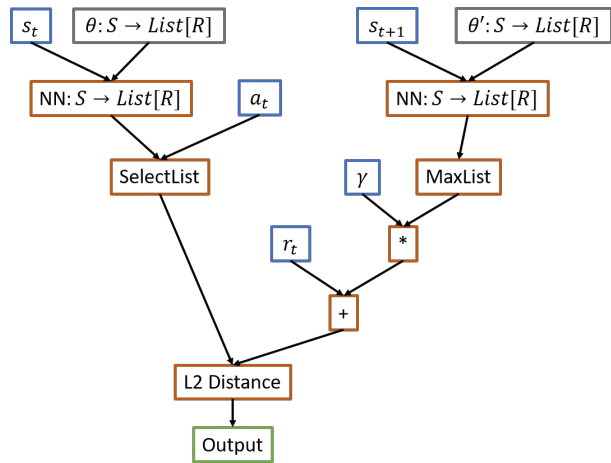 s_t
θ: S → List[R]
s_{t+1}
θ′: S → List[R]
NN: S → List[R]
NN: S → List[R]
a_t
SelectList
γ
MaxList
r_t
*
+
L2 Distance
Output